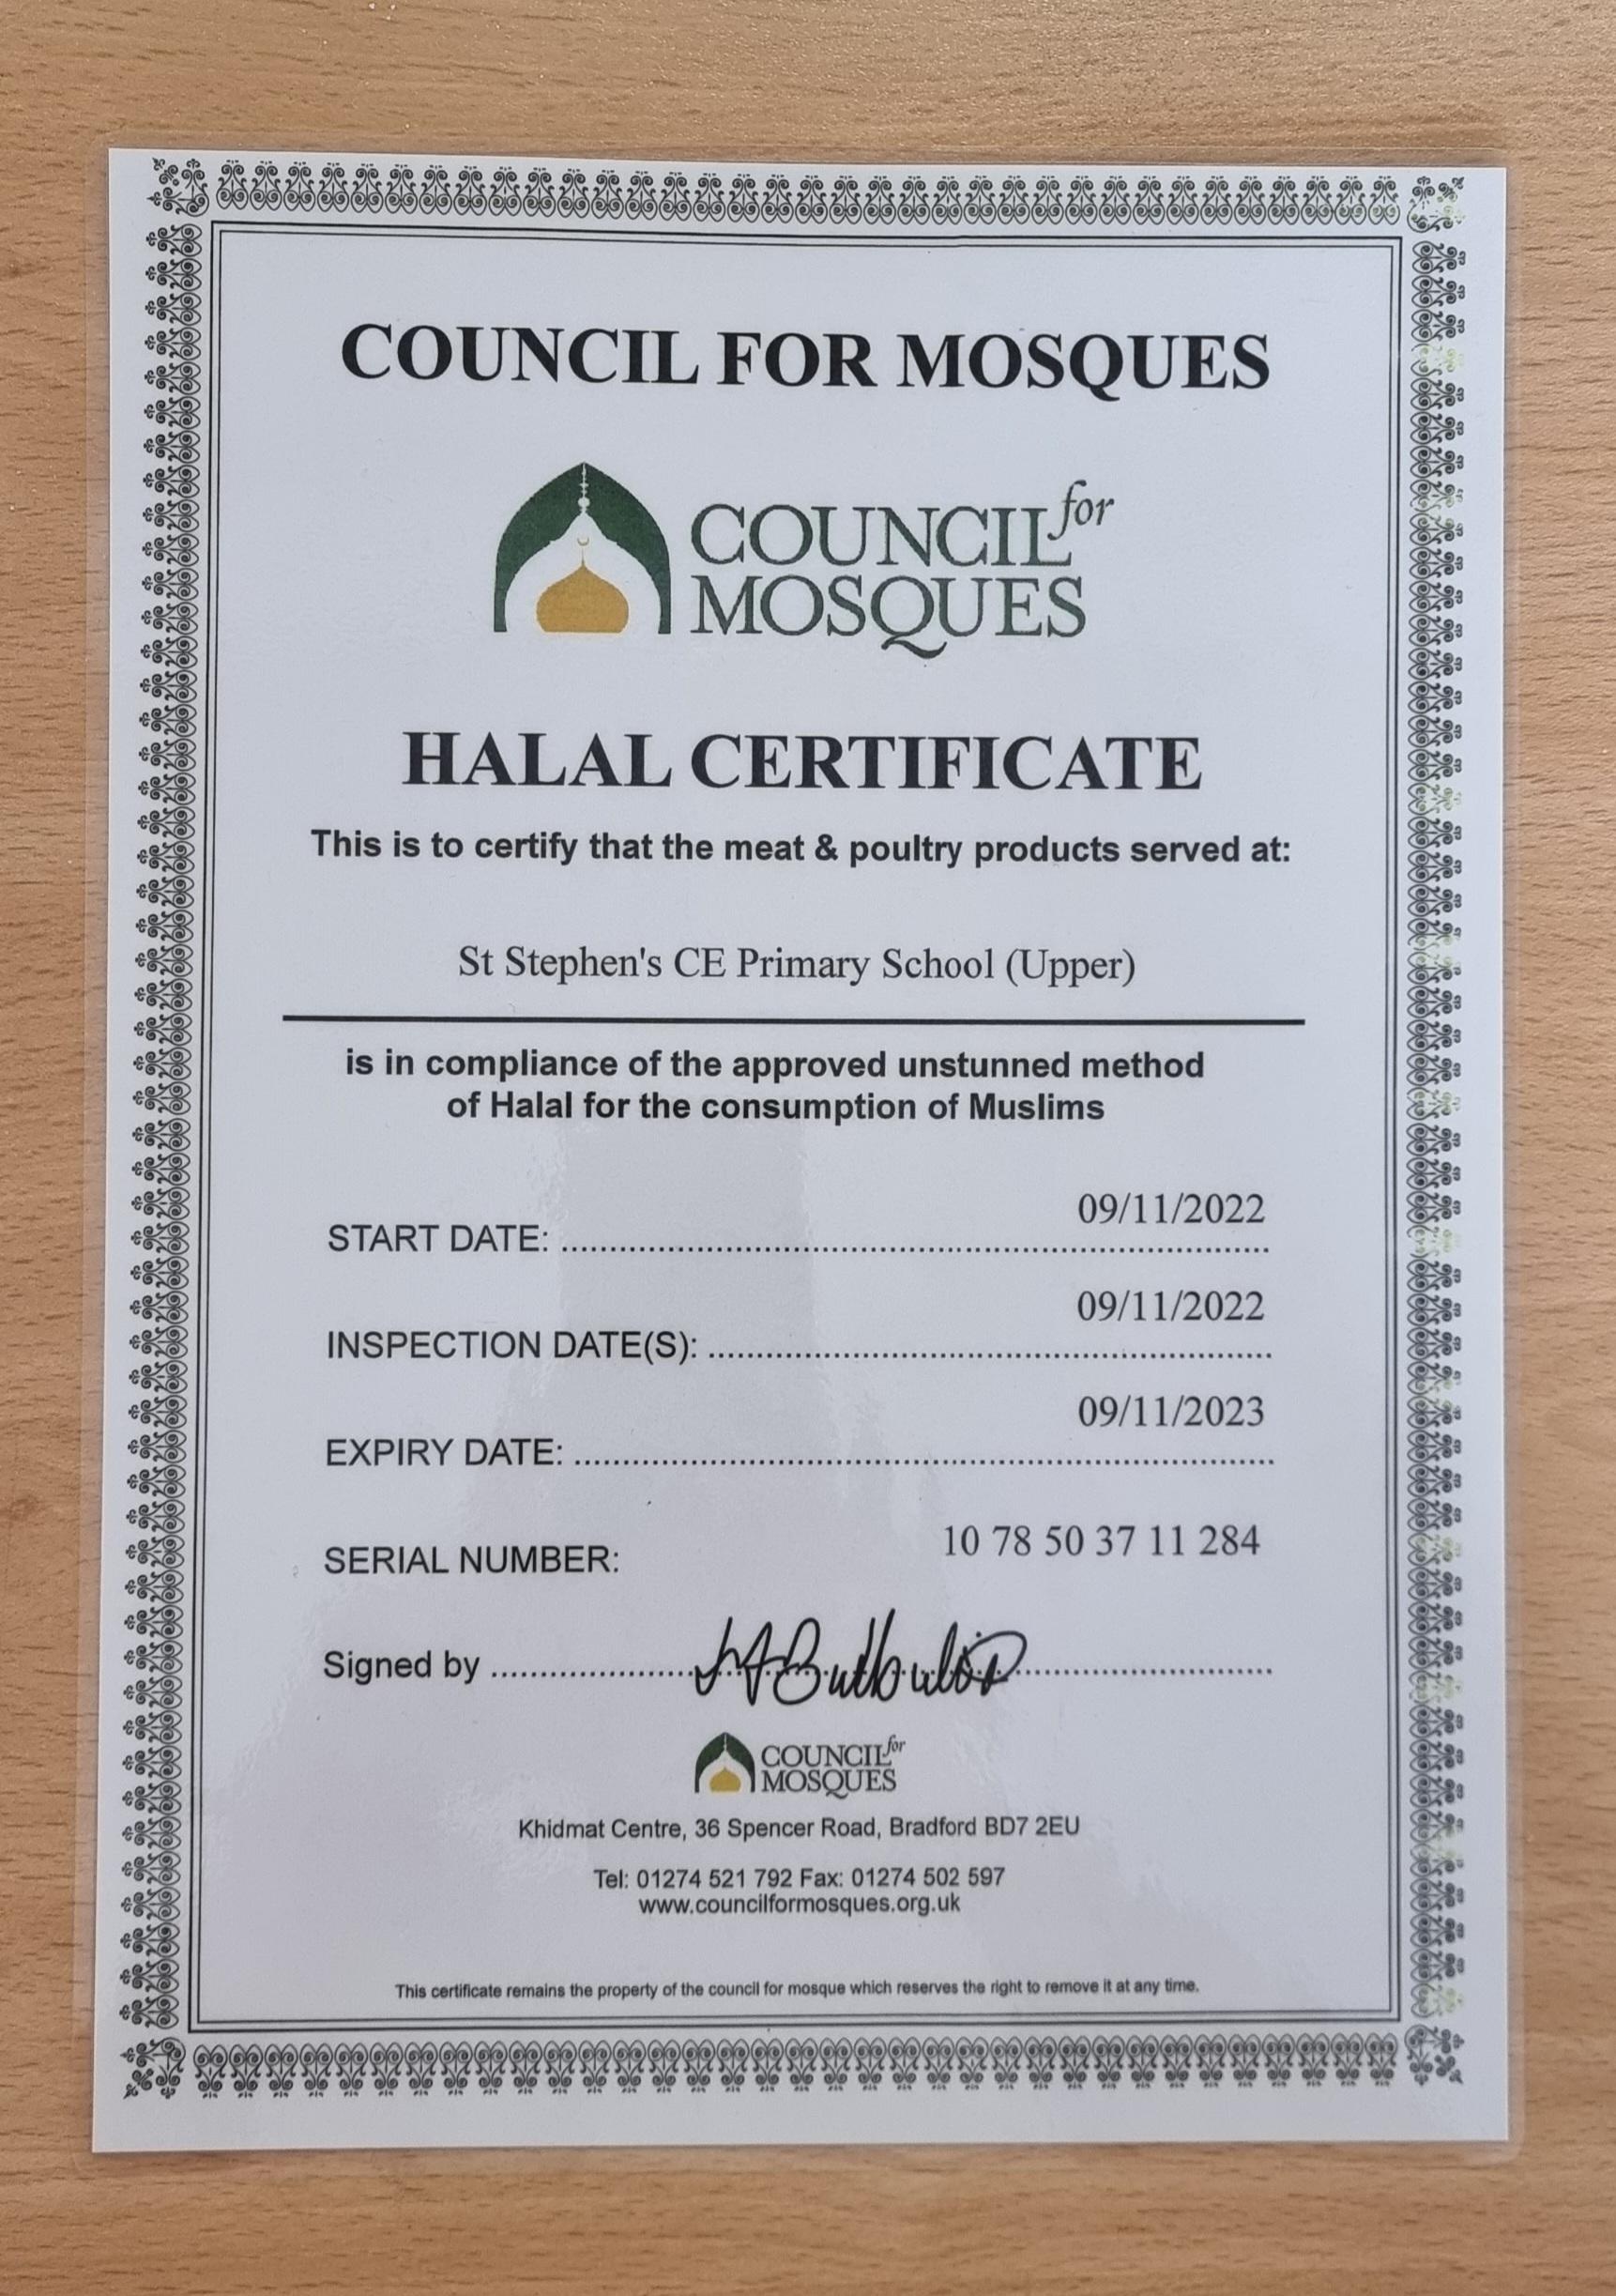 COUNCIL FOR MOSQUES
COUNCIL for
MOSQUES
HALAL CERTIFICATE
This is to certify that the meat & poultry products served at:
St Stephen's CE Primary School (Upper)
is in compliance of the approved unstunned method
of Halal for the consumption of Muslims
START DATE: 09/11/2022
INSPECTION DATE(S): 09/11/2022
EXPIRY DATE: 09/11/2023
SERIAL NUMBER: 10 78 50 37 11 284
Signed by
COUNCIL for
MOSQUES
Khidmat Centre, 36 Spencer Road, Bradford BD7 2EU
Tel: 01274 521 792 Fax: 01274 502 597
www.councilformosques.org.uk
This certificate remains the property of the council for mosque which reserves the right to remove it at any time.